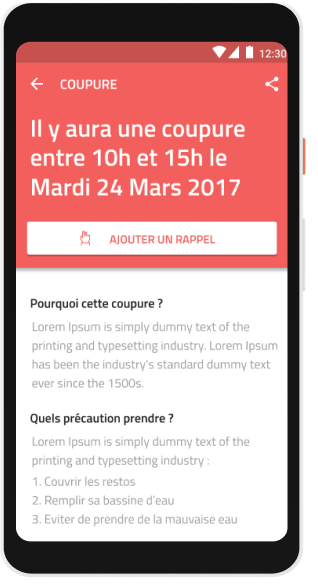 12:30
COUPURE
Il y aura une coupure
entre 10h et 15h le
Mardi 24 Mars 2017
AJOUTER UN RAPPEL
Pourquoi cette coupure ?
Lorem Ipsum is simply dummy text of the
printing and typesetting industry. Lorem Ipsum
has been the industry's standard dummy text
ever since the 1500s.
Quels précaution prendre ?
Lorem Ipsum is simply dummy text of the
printing and typesetting industry :
1. Couvrir les restos
2. Remplir sa bassine d'eau
3. Eviter de prendre de la mauvaise eau